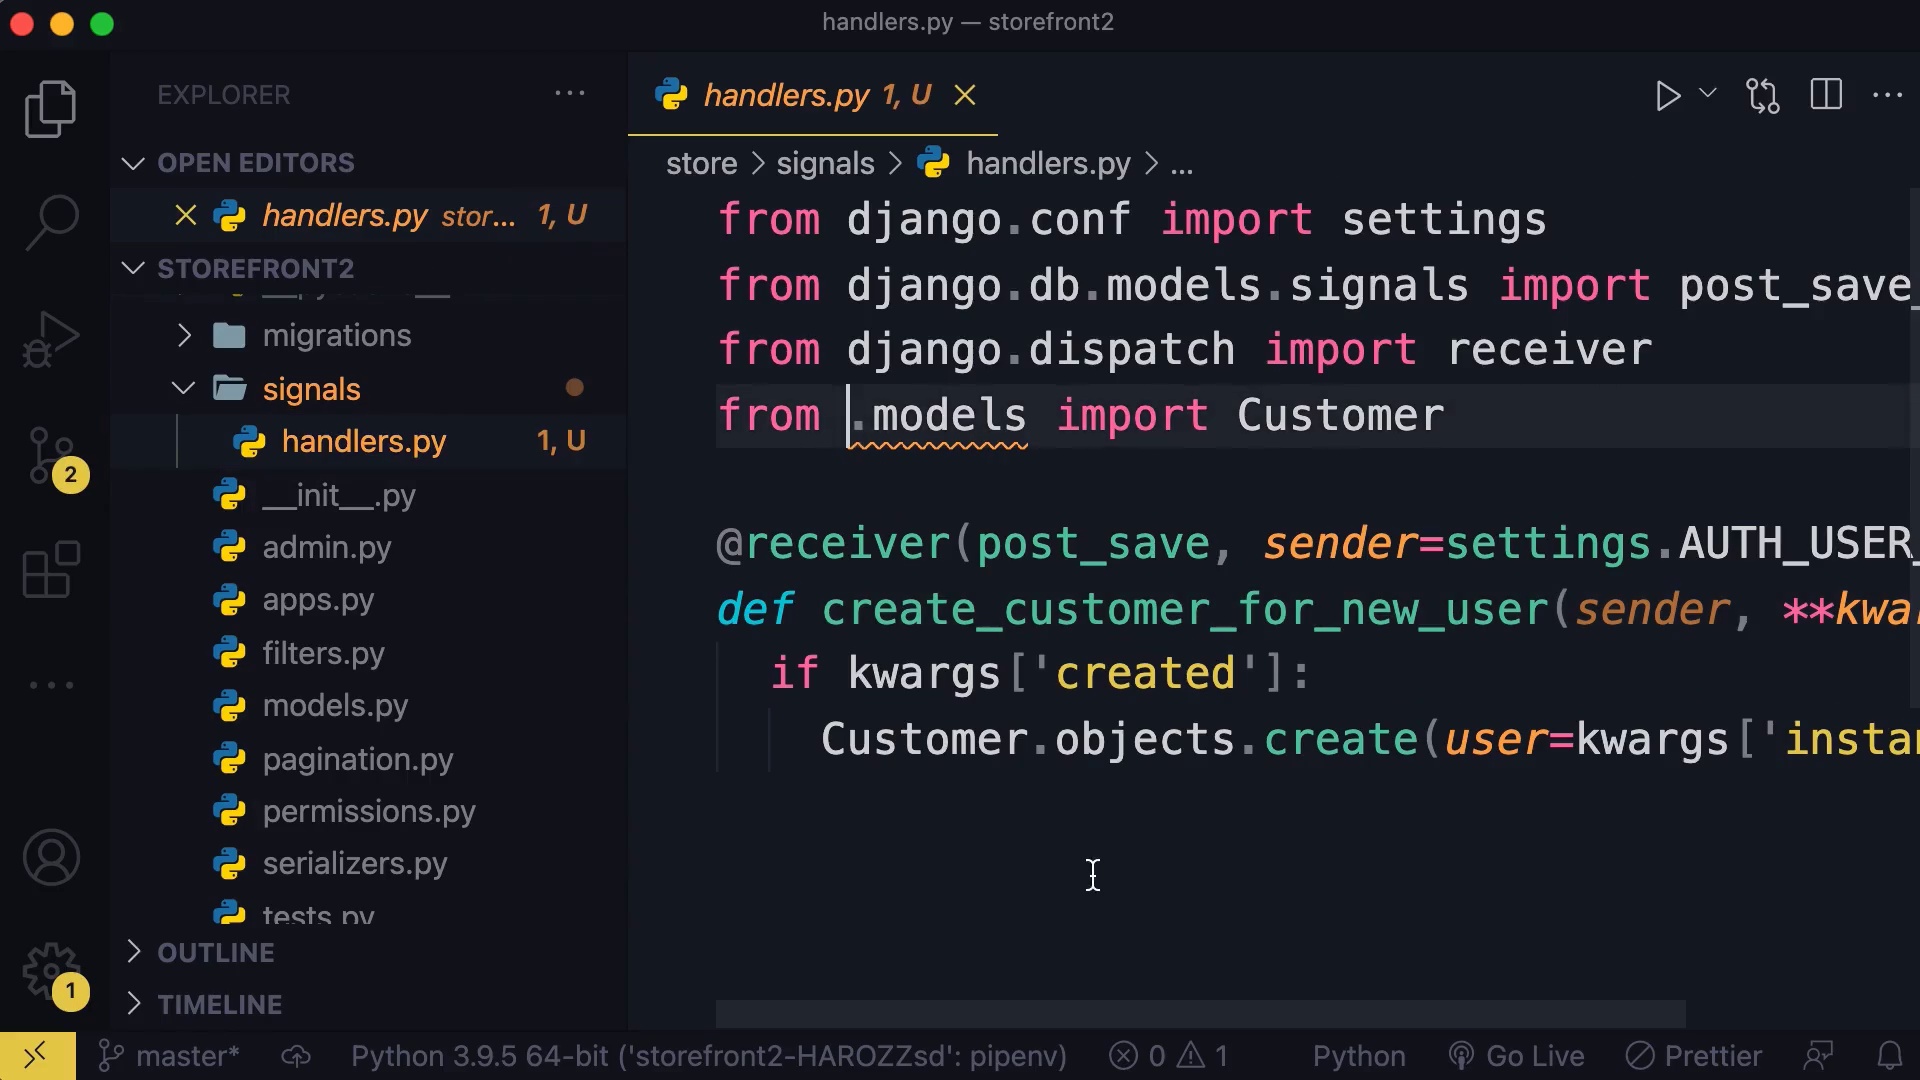 handlers.py — storefront2
EXPLORER
OPEN EDITORS
handlers.py stor... 1, U
STOREFRONT2
migrations
signals
handlers.py 1, U
__init__.py
admin.py
apps.py
filters.py
models.py
pagination.py
permissions.py
serializers.py
tests.py
OUTLINE
TIMELINE
handlers.py 1, U
store > signals > handlers.py > ...
from django.conf import settings
from django.db.models.signals import post_save
from django.dispatch import receiver
from .models import Customer
@receiver(post_save, sender=settings.AUTH_USER_
def create_customer_for_new_user(sender, **kwar
if kwargs['created']:
Customer.objects.create(user=kwargs['instan
2
1
master* Python 3.9.5 64-bit ('storefront2-HAROZZsd': pipenv) 0 1 Python Go Live Prettier